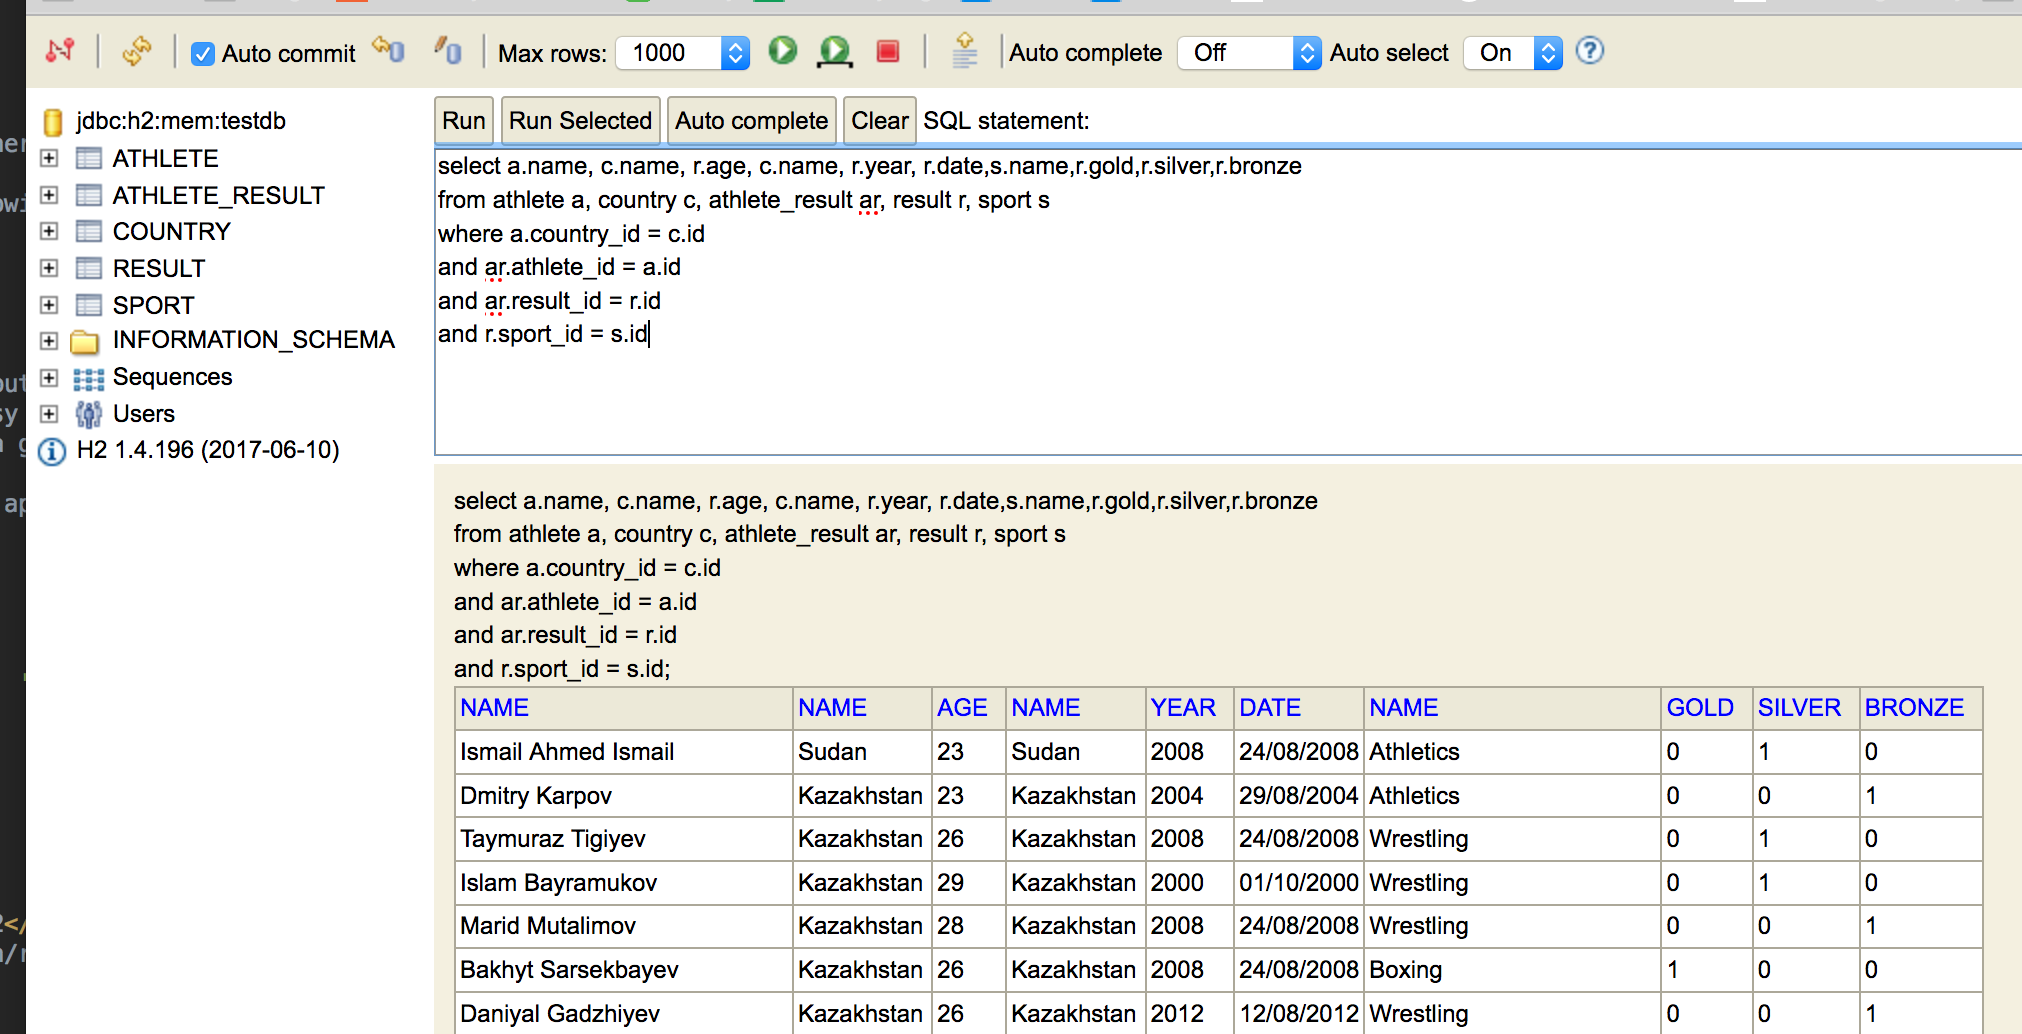 Auto commit Max rows: 1000 Auto complete Off Auto select On ?
jdbc:h2:mem:testdb
ATHLETE
ATHLETE_RESULT
COUNTRY
RESULT
SPORT
INFORMATION_SCHEMA
Sequences
Users
H2 1.4.196 (2017-06-10)
Run Run Selected Auto complete Clear SQL statement:
select a.name, c.name, r.age, c.name, r.year, r.date,s.name,r.gold,r.silver,r.bronze
from athlete a, country c, athlete_result ar, result r, sport s
where a.country_id = c.id
and ar.athlete_id = a.id
and ar.result_id = r.id
and r.sport_id = s.id
select a.name, c.name, r.age, c.name, r.year, r.date,s.name,r.gold,r.silver,r.bronze
from athlete a, country c, athlete_result ar, result r, sport s
where a.country_id = c.id
and ar.athlete_id = a.id
and ar.result_id = r.id
and r.sport_id = s.id;
NAME NAME AGE NAME YEAR DATE NAME GOLD SILVER BRONZE
Ismail Ahmed Ismail Sudan 23 Sudan 2008 24/08/2008 Athletics 0 1 0
Dmitry Karpov Kazakhstan 23 Kazakhstan 2004 29/08/2004 Athletics 0 0 1
Taymuraz Tigiyev Kazakhstan 26 Kazakhstan 2008 24/08/2008 Wrestling 0 1 0
Islam Bayramukov Kazakhstan 29 Kazakhstan 2000 01/10/2000 Wrestling 0 1 0
Marid Mutalimov Kazakhstan 28 Kazakhstan 2008 24/08/2008 Wrestling 0 0 1
Bakhyt Sarsekbayev Kazakhstan 26 Kazakhstan 2008 24/08/2008 Boxing 1 0 0
Daniyal Gadzhiyev Kazakhstan 26 Kazakhstan 2012 12/08/2012 Wrestling 0 0 1